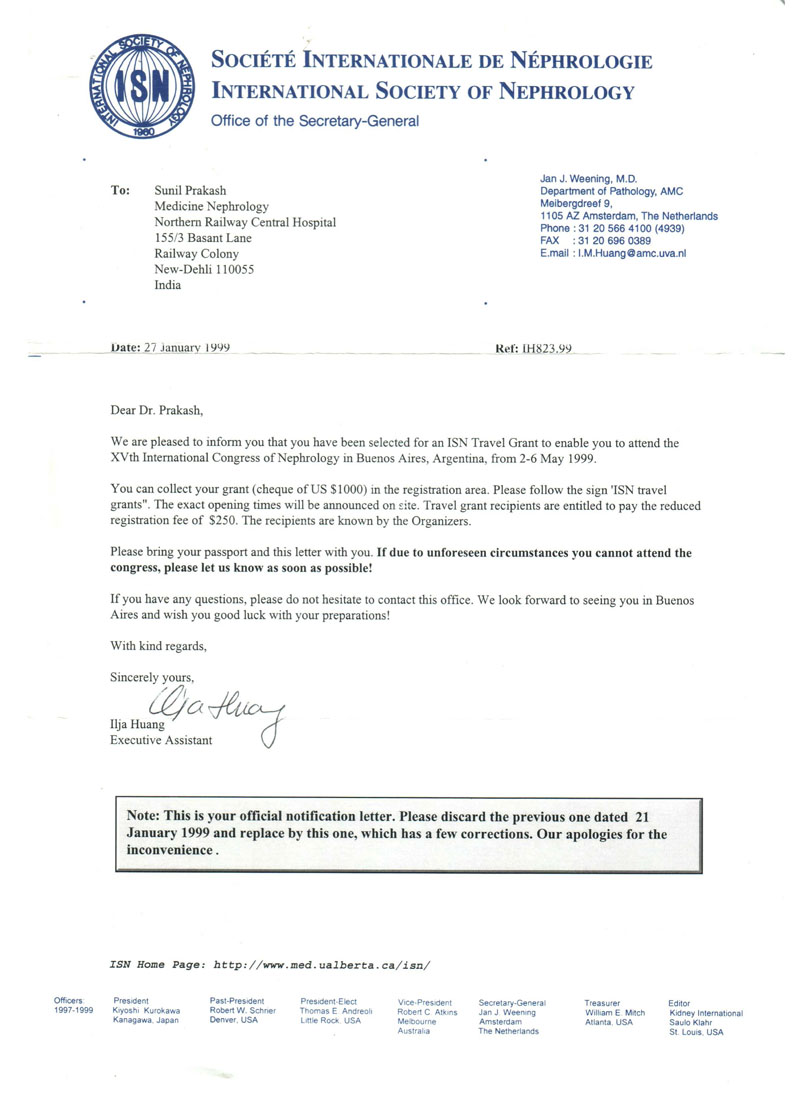 INTERNATIONAL SOCIETY OF NEPHROLOGY
ISN
1960
SOCIÉTÉ INTERNATIONALE DE NÉPHROLOGIE
INTERNATIONAL SOCIETY OF NEPHROLOGY
Office of the Secretary-General
Jan J. Weening, M.D.
Department of Pathology, AMC
Meibergdreef 9,
1105 AZ Amsterdam, The Netherlands
Phone : 31 20 566 4100 (4939)
FAX : 31 20 696 0389
E.mail : I.M.Huang@amc.uva.nl
To: Sunil Prakash
Medicine Nephrology
Northern Railway Central Hospital
155/3 Basant Lane
Railway Colony
New-Dehli 110055
India
Date: 27 January 1999 Ref: IH823.99
Dear Dr. Prakash,
We are pleased to inform you that you have been selected for an ISN Travel Grant to enable you to attend the
XVth International Congress of Nephrology in Buenos Aires, Argentina, from 2-6 May 1999.
You can collect your grant (cheque of US $1000) in the registration area. Please follow the sign 'ISN travel
grants". The exact opening times will be announced on site. Travel grant recipients are entitled to pay the reduced
registration fee of $250. The recipients are known by the Organizers.
Please bring your passport and this letter with you. If due to unforeseen circumstances you cannot attend the
congress, please let us know as soon as possible!
If you have any questions, please do not hesitate to contact this office. We look forward to seeing you in Buenos
Aires and wish you good luck with your preparations!
With kind regards,
Sincerely yours,
Ilja Huang
Ilja Huang
Executive Assistant
Note: This is your official notification letter. Please discard the previous one dated 21
January 1999 and replace by this one, which has a few corrections. Our apologies for the
inconvenience .
ISN Home Page: http://www.med.ualberta.ca/isn/
Officers:
1997-1999
President
Kiyoshi Kurokawa
Kanagawa, Japan
Past-President
Robert W. Schrier
Denver, USA
President-Elect
Thomas E. Andreoli
Little Rock, USA
Vice-President
Robert C. Atkins
Melbourne
Australia
Secretary-General
Jan J. Weening
Amsterdam
The Netherlands
Treasurer
William E. Mitch
Atlanta, USA
Editor
Kidney International
Saulo Klahr
St. Louis, USA